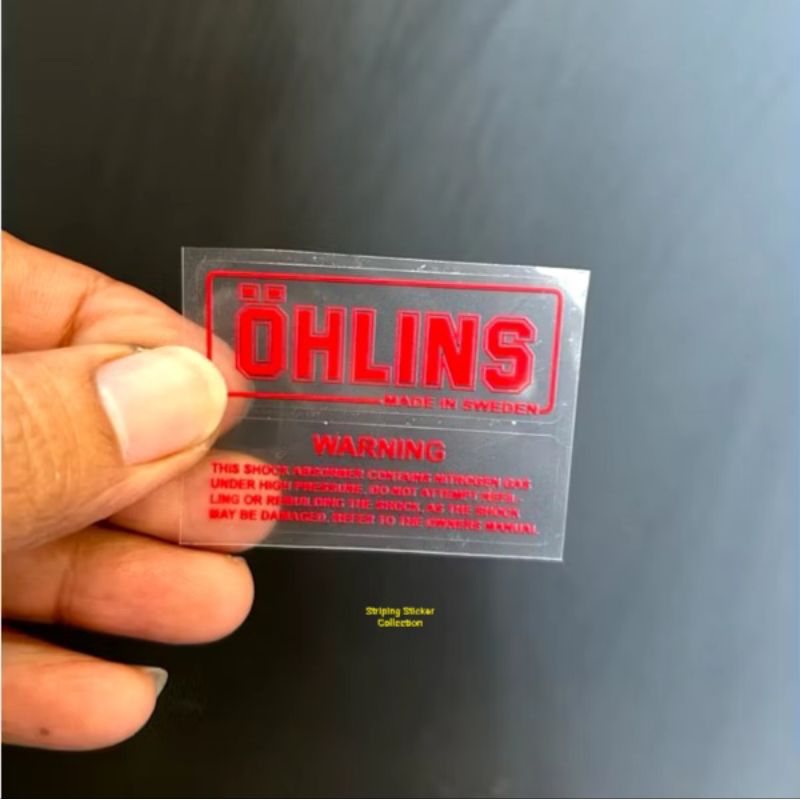 ÖHLINS
MADE IN SWEDEN
WARNING
THIS SHOCK ABSORBER CONTAINS NITROGEN GAS
UNDER HIGH PRESSURE, DO NOT ATTEMPT REFIL-
LING OR REBUILDING THE SHOCK, AS THE SHOCK
MAY BE DAMAGED, REFER TO THE OWNERS MANUAL
Striping Sticker
Collection